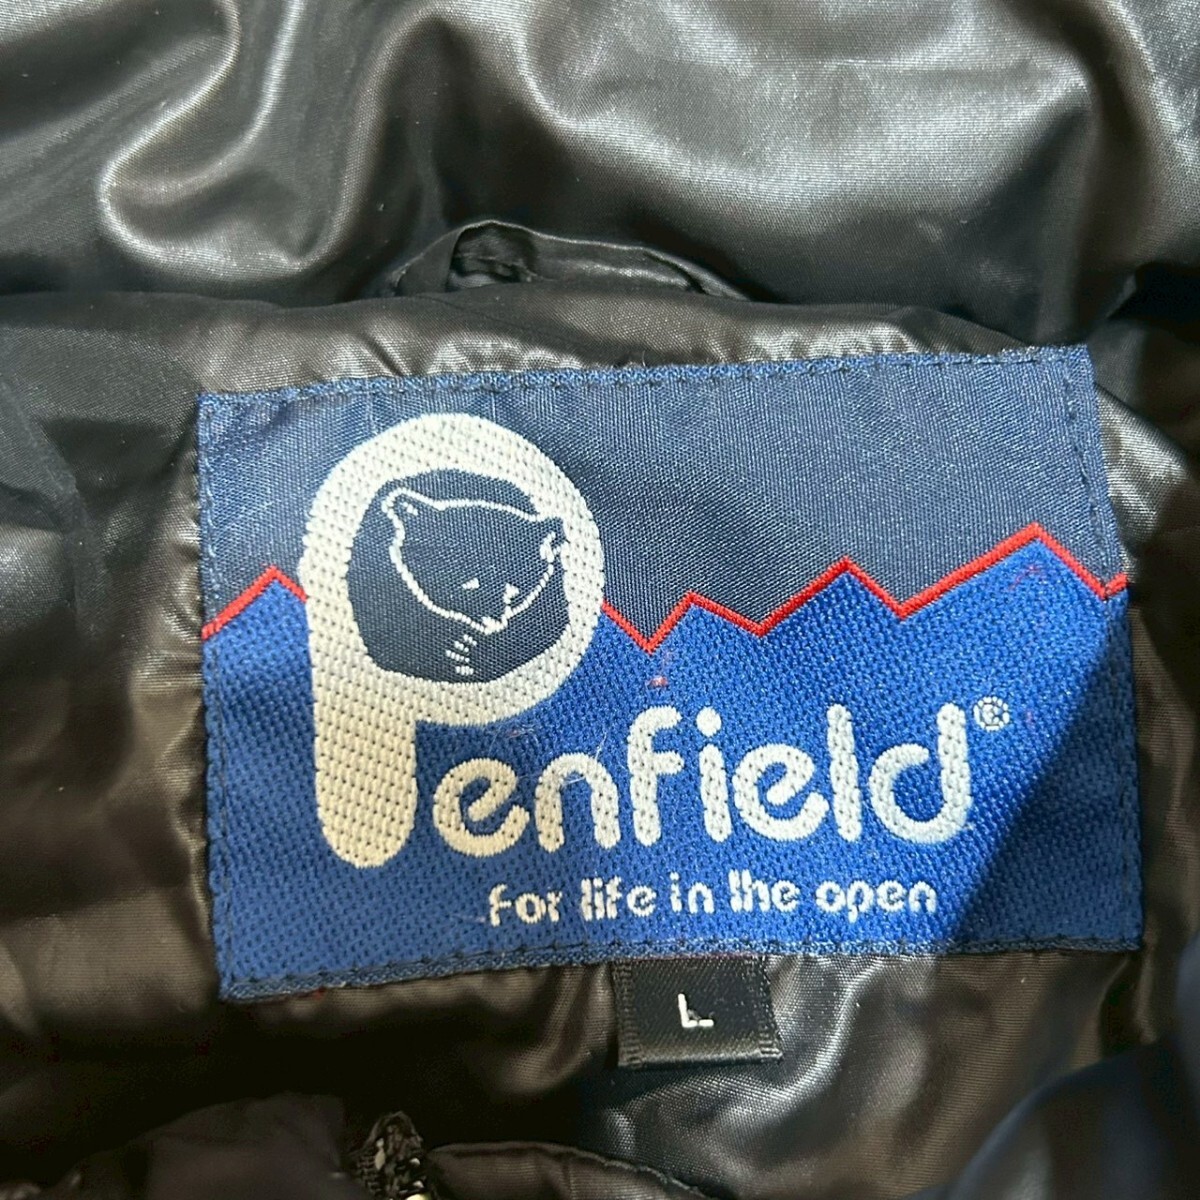 Penfield®
for life in the open
L